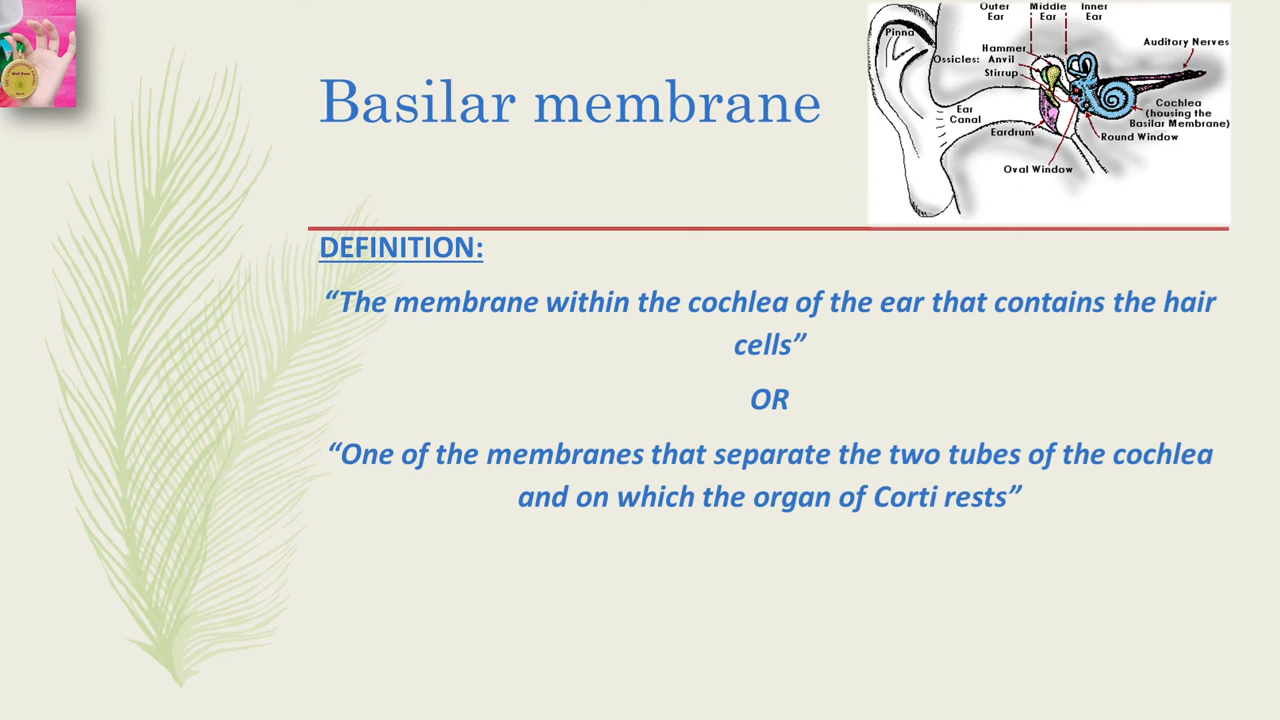 Basilar membrane
Outer Ear
Middle Ear
Inner Ear
Pinna
Hammer
Ossicles: Anvil
Stirrup
Auditory Nerves
Ear Canal
Eardrum
Cochlea
(housing the
Basilar Membrane)
Round Window
Oval Window
DEFINITION:
“The membrane within the cochlea of the ear that contains the hair
cells”
OR
“One of the membranes that separate the two tubes of the cochlea
and on which the organ of Corti rests”